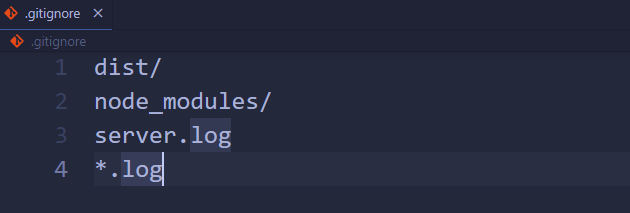 .gitignore
.gitignore
1 dist/
2 node_modules/
3 server.log
4 *.log